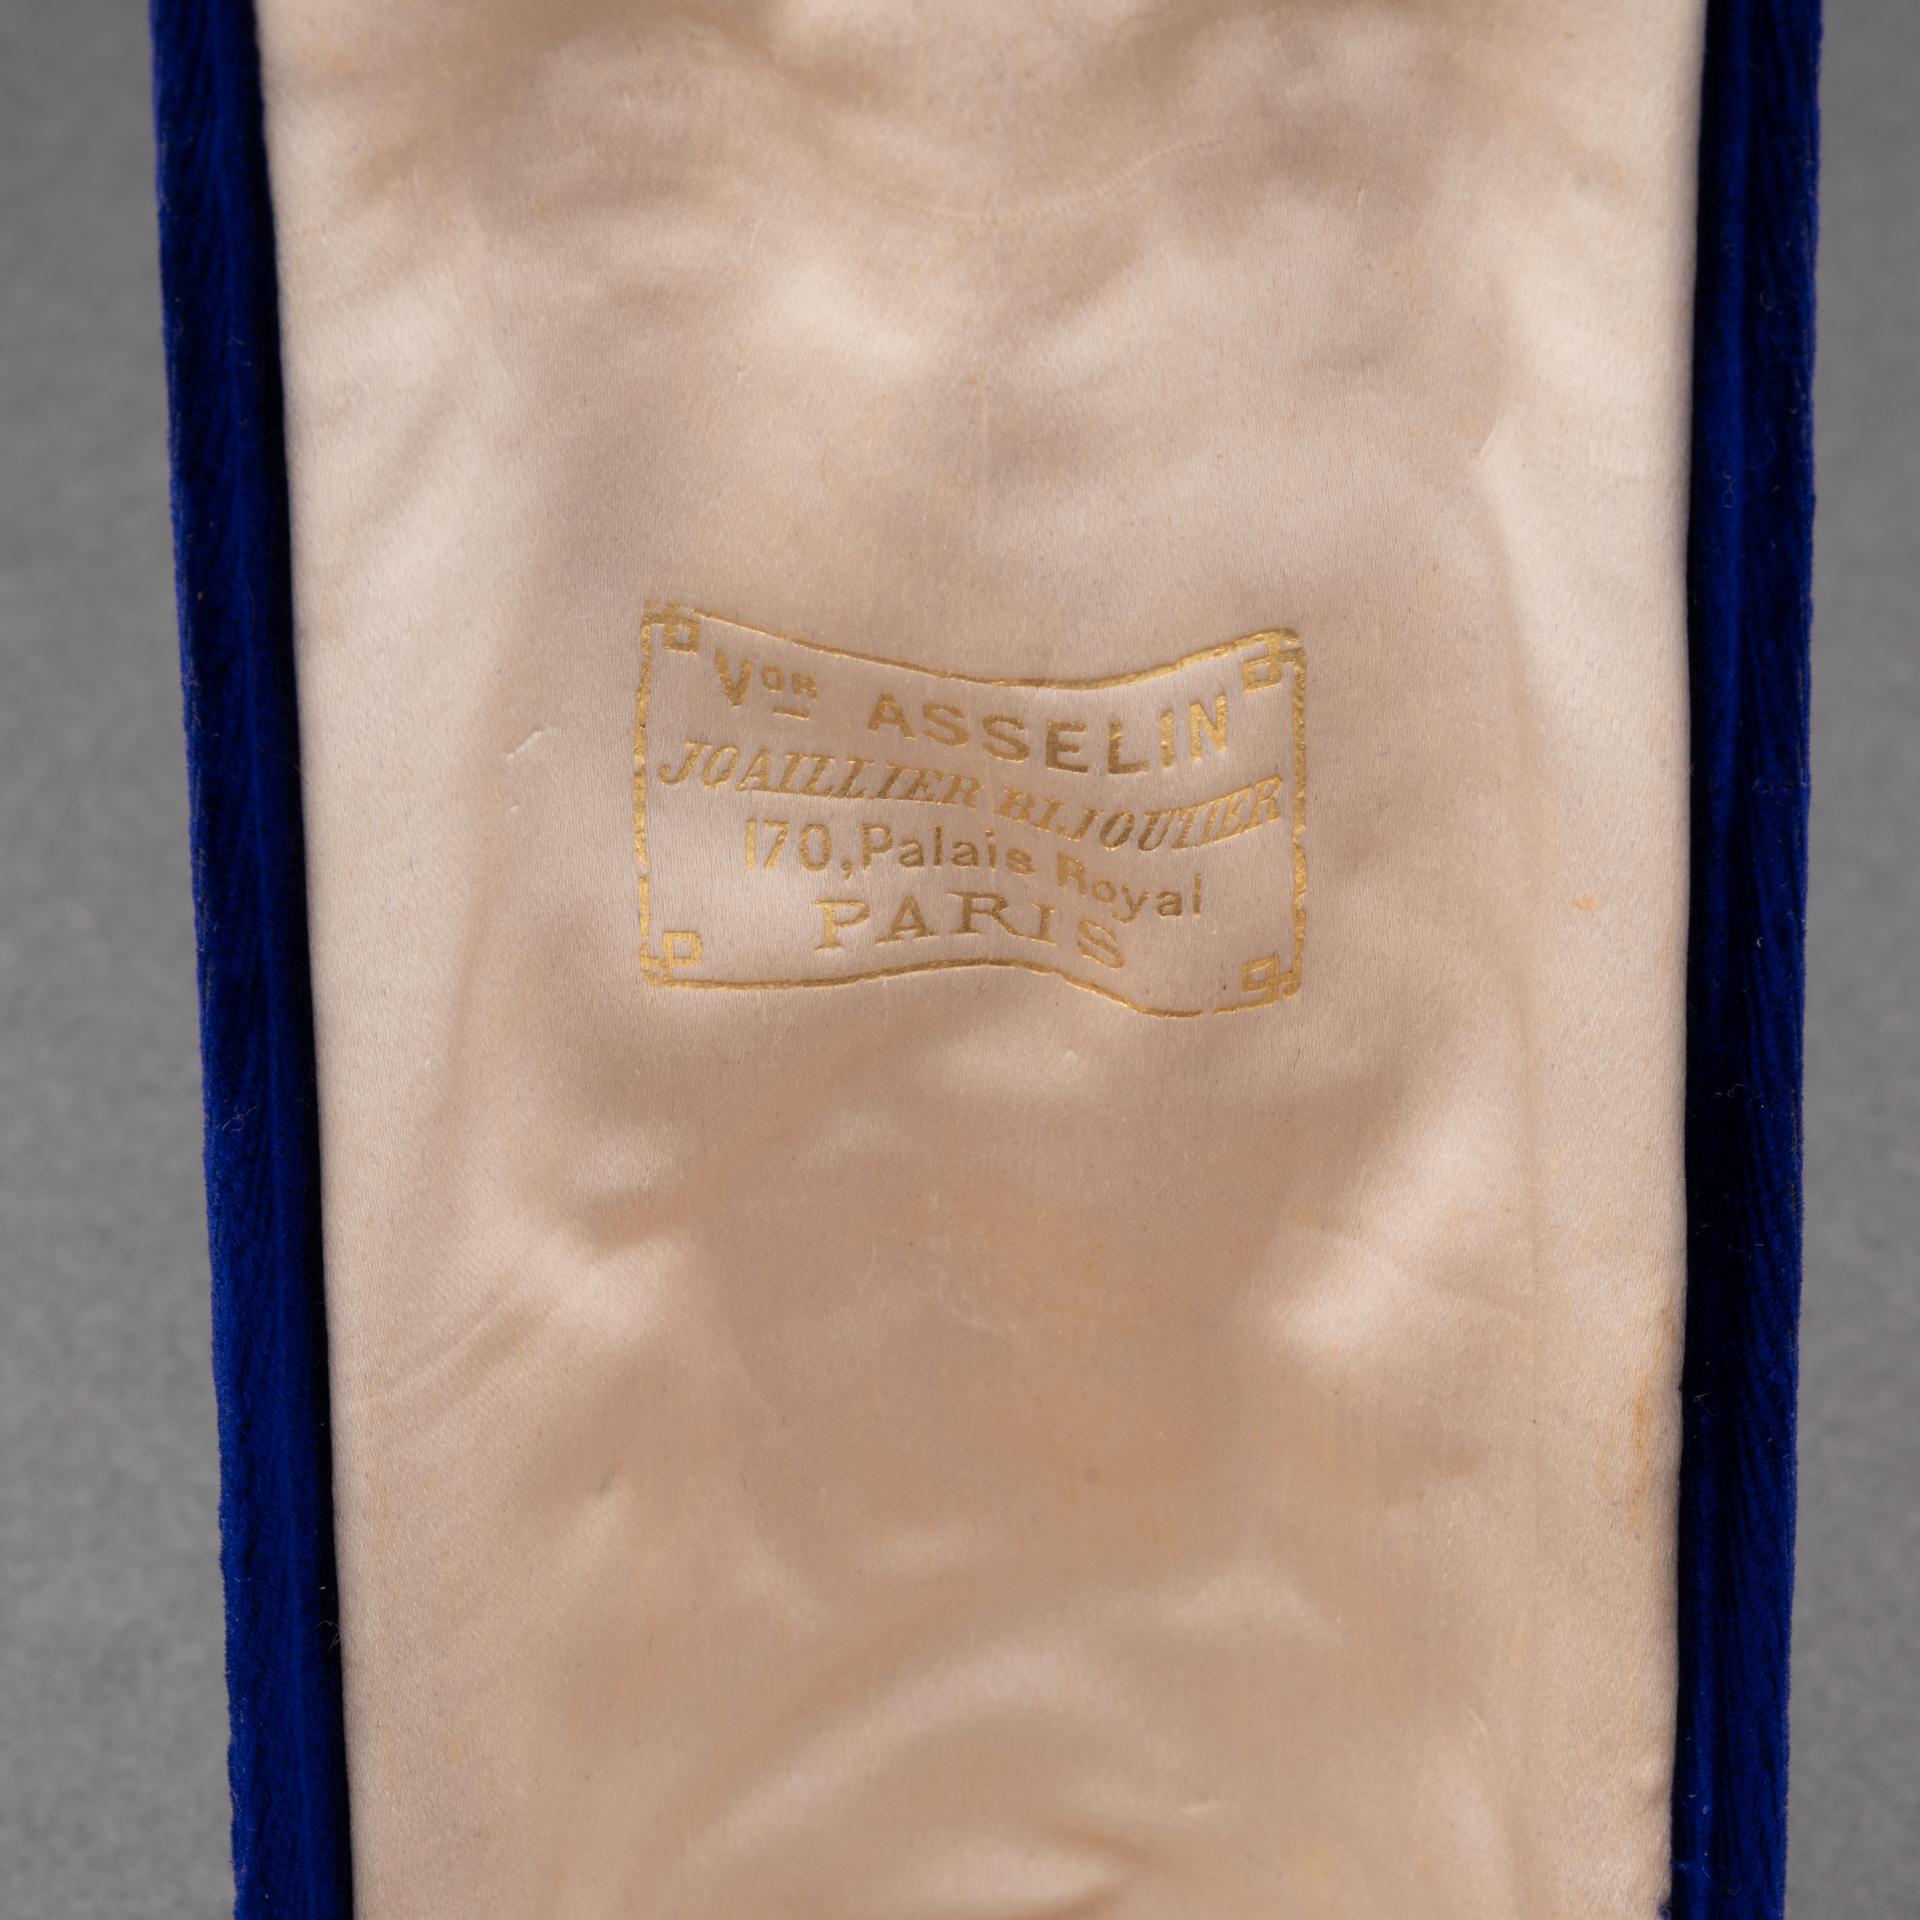 VOR ASSELIN
JOAILLIER BIJOUTIER
170, Palais Royal
PARIS